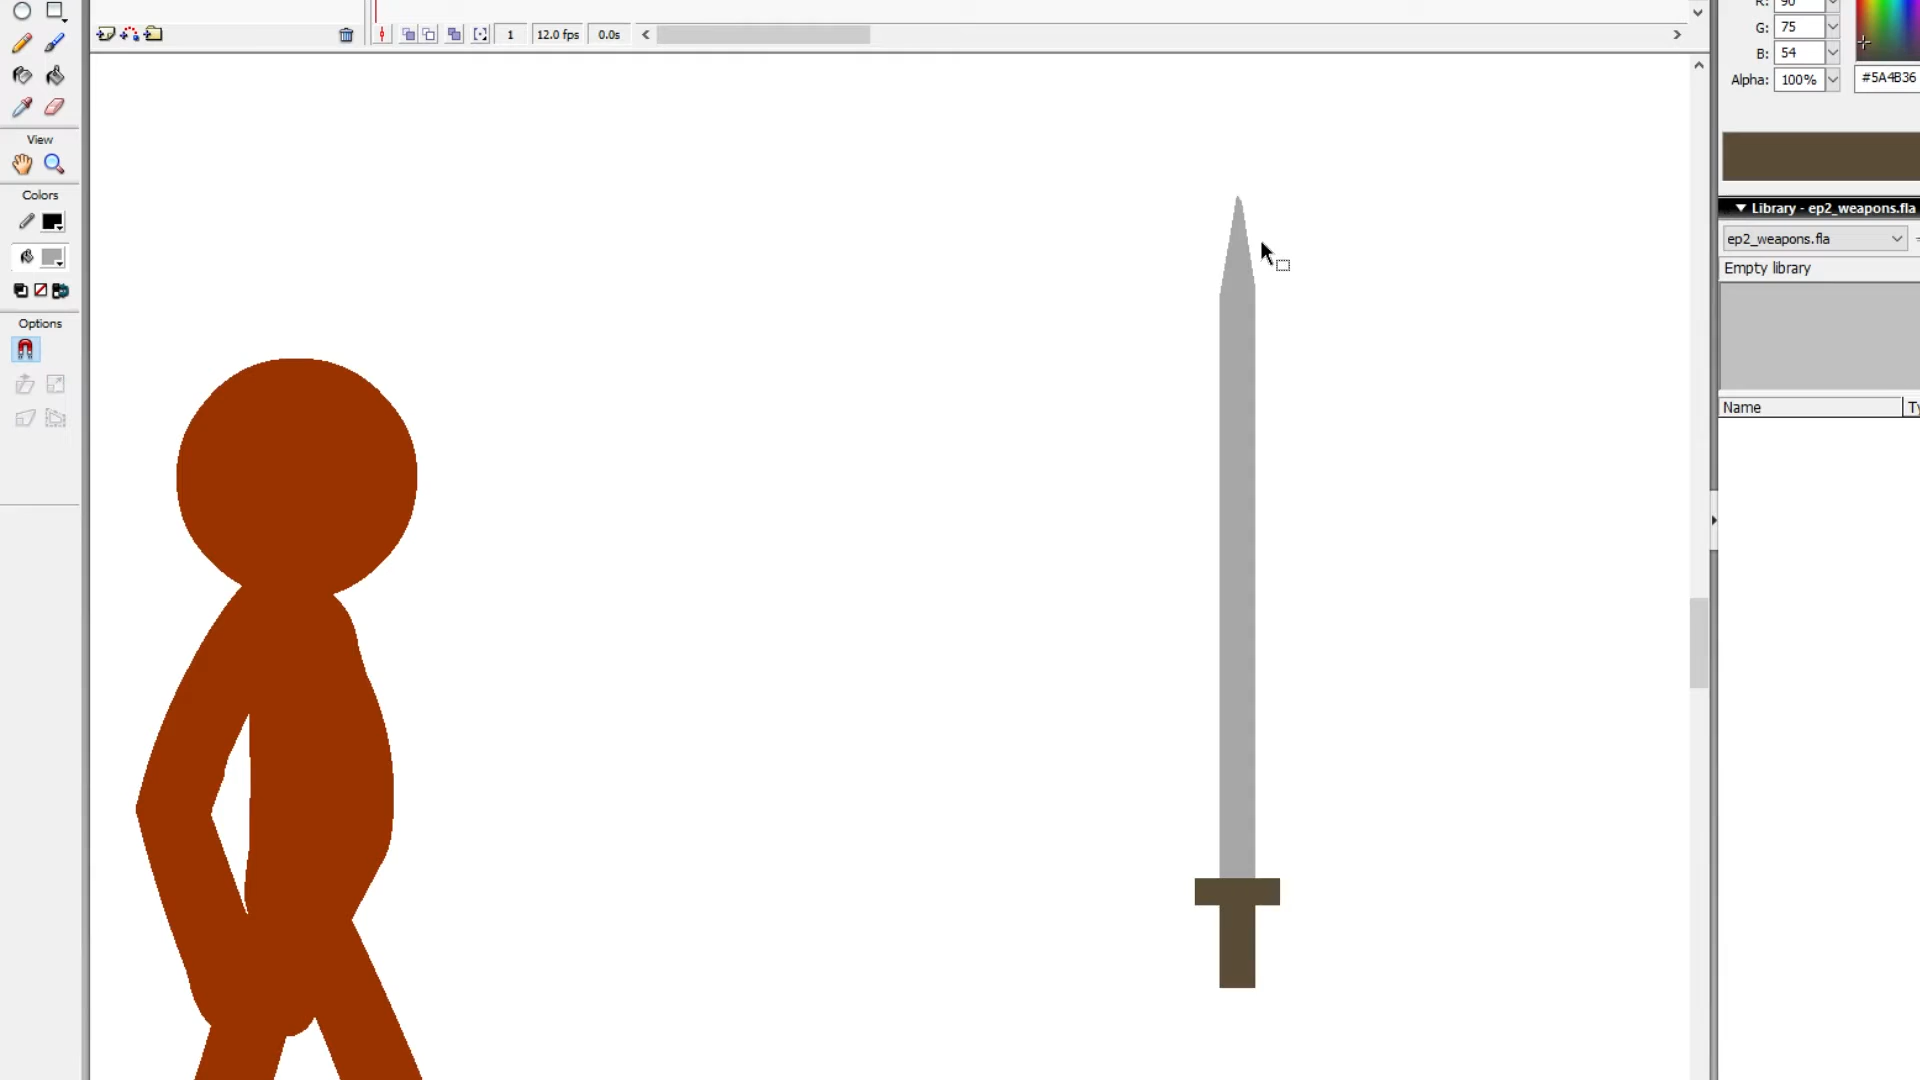 1 12.0 fps 0.0s
R: 90
G: 75
B: 54
Alpha: 100% #5A4B36
View
Colors
Options
Library - ep2_weapons.fla
ep2_weapons.fla
Empty library
Name